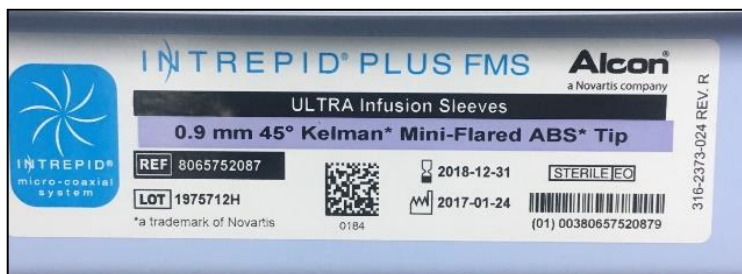 INTREPID® PLUS FMS
Alcon®
a Novartis company
ULTRA Infusion Sleeves
0.9 mm 45° Kelman* Mini-Flared ABS* Tip
INTREPID®
micro-coaxial
system
REF 8065752087
LOT 1975712H
*a trademark of Novartis
0184
2018-12-31
2017-01-24
STERILE EO
(01) 00380657520879
316-2373-024 REV. R